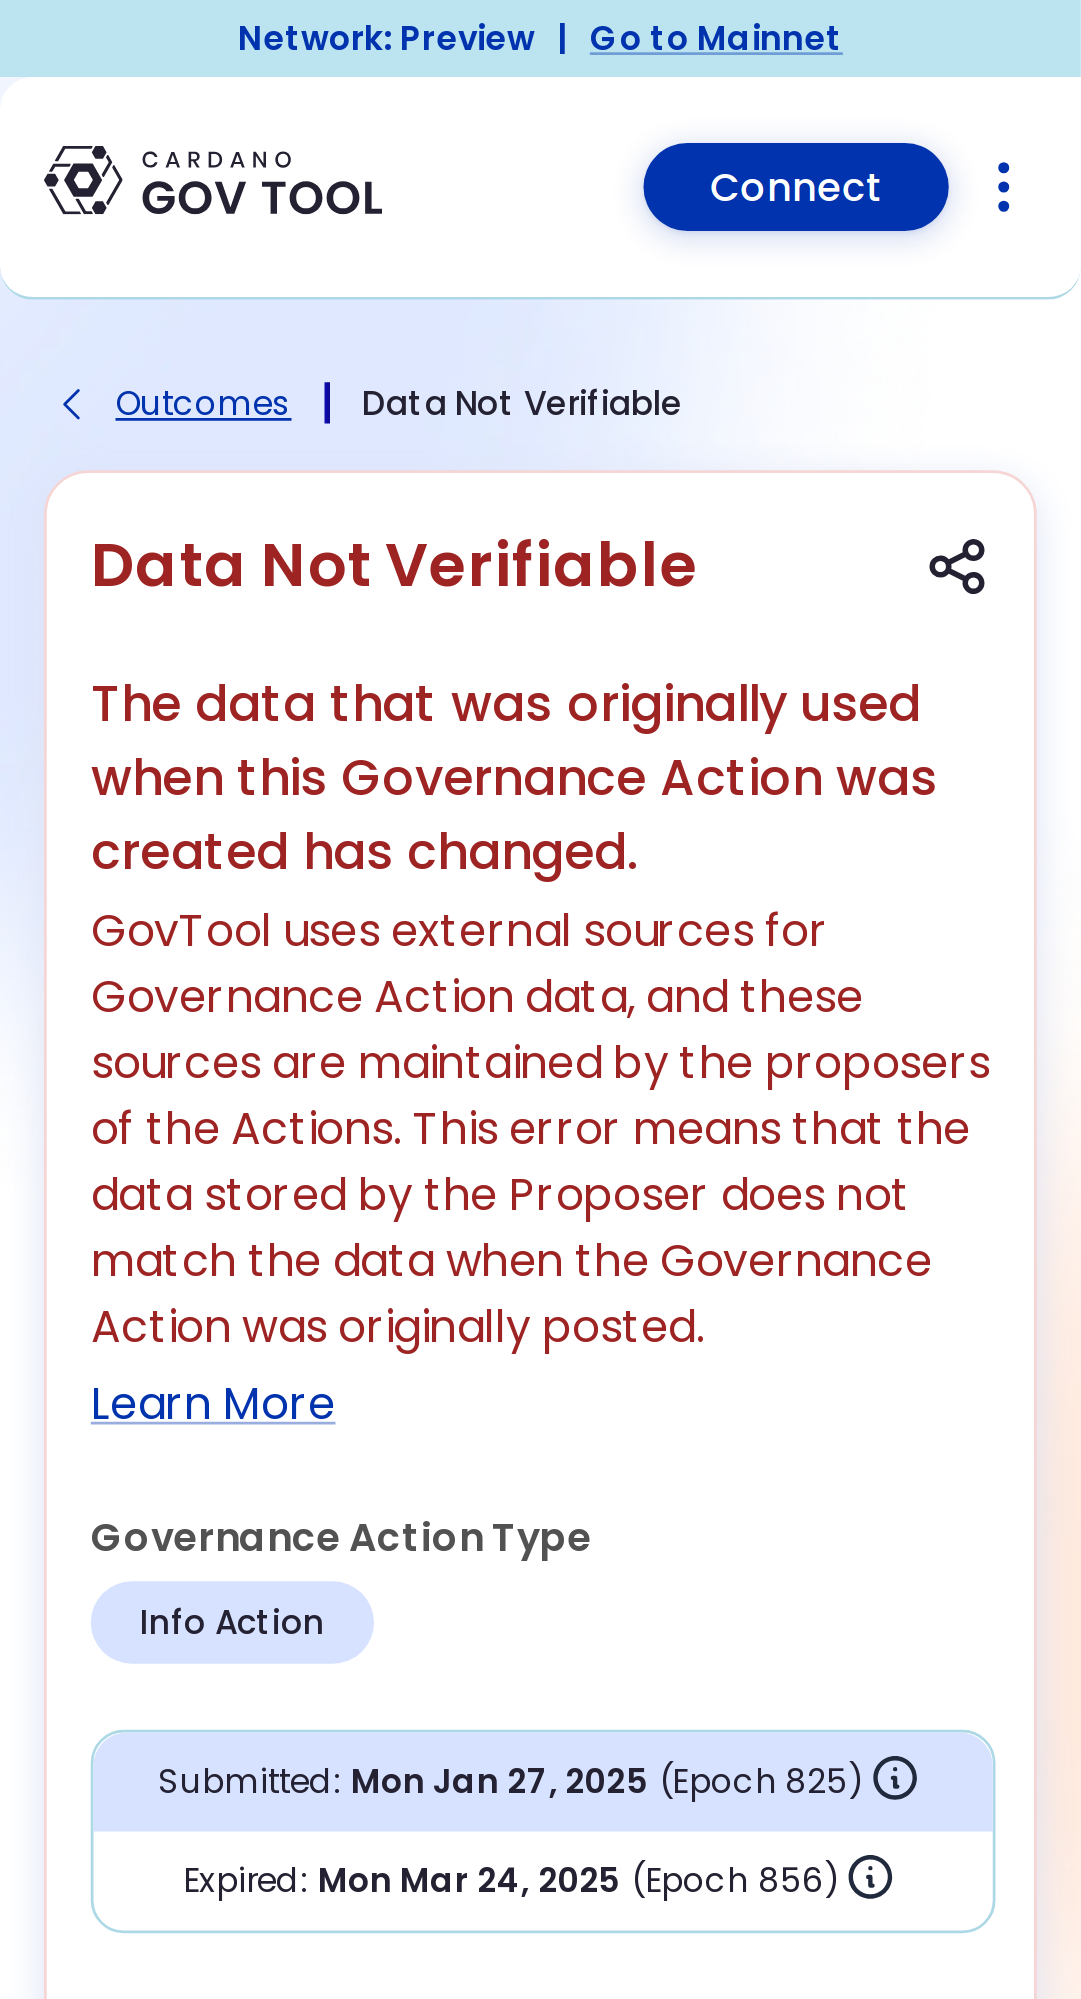 Network: Preview | Go to Mainnet
CARDANO
GOV TOOL
Connect
Outcomes | Data Not Verifiable
Data Not Verifiable
The data that was originally used
when this Governance Action was
created has changed.
GovTool uses external sources for
Governance Action data, and these
sources are maintained by the proposers
of the Actions. This error means that the
data stored by the Proposer does not
match the data when the Governance
Action was originally posted.
Learn More
Governance Action Type
Info Action
Submitted: Mon Jan 27, 2025 (Epoch 825)
Expired: Mon Mar 24, 2025 (Epoch 856)